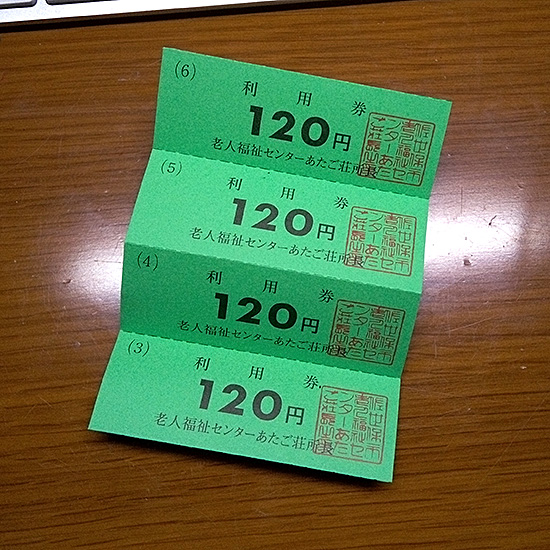 (6)
利用券
120円
老人福祉センターあたご荘所長
(5)
利用券
120円
老人福祉センターあたご荘所長
(4)
利用券
120円
老人福祉センターあたご荘所長
(3)
利用券
120円
老人福祉センターあたご荘所長